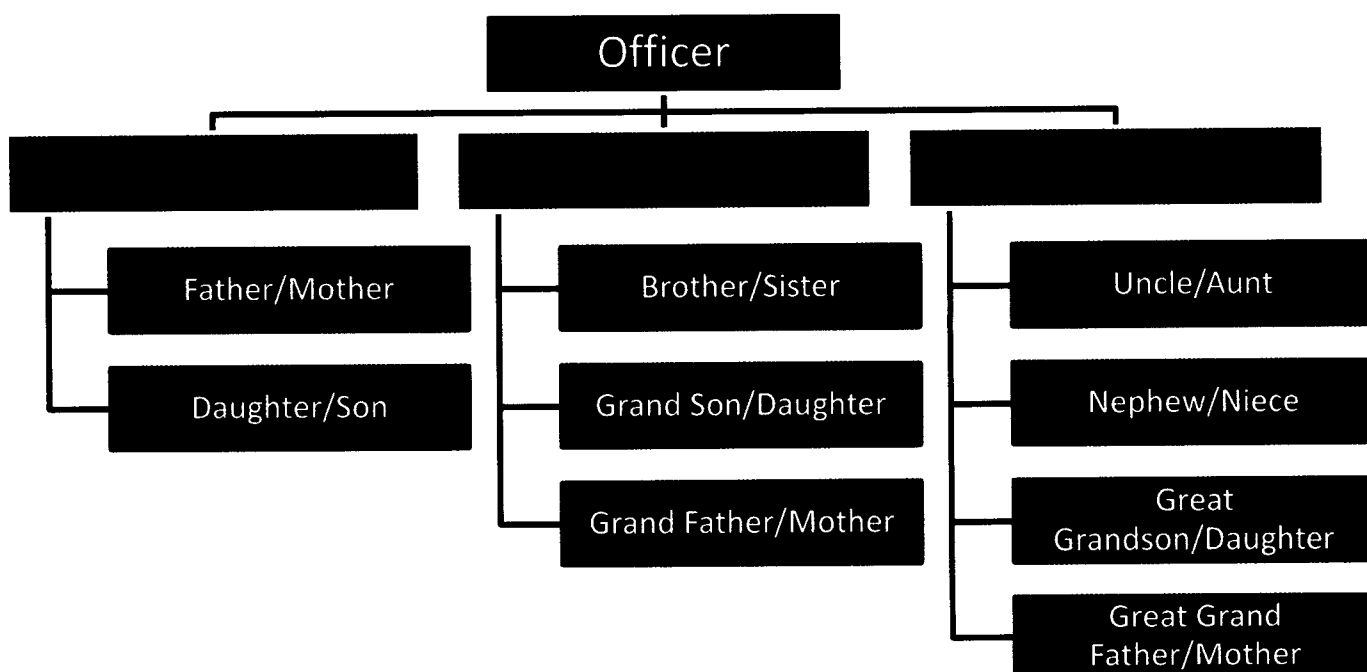 Officer
Father/Mother
Daughter/Son
Brother/Sister
Grand Son/Daughter
Grand Father/Mother
Uncle/Aunt
Nephew/Niece
Great
Grandson/Daughter
Great Grand
Father/Mother